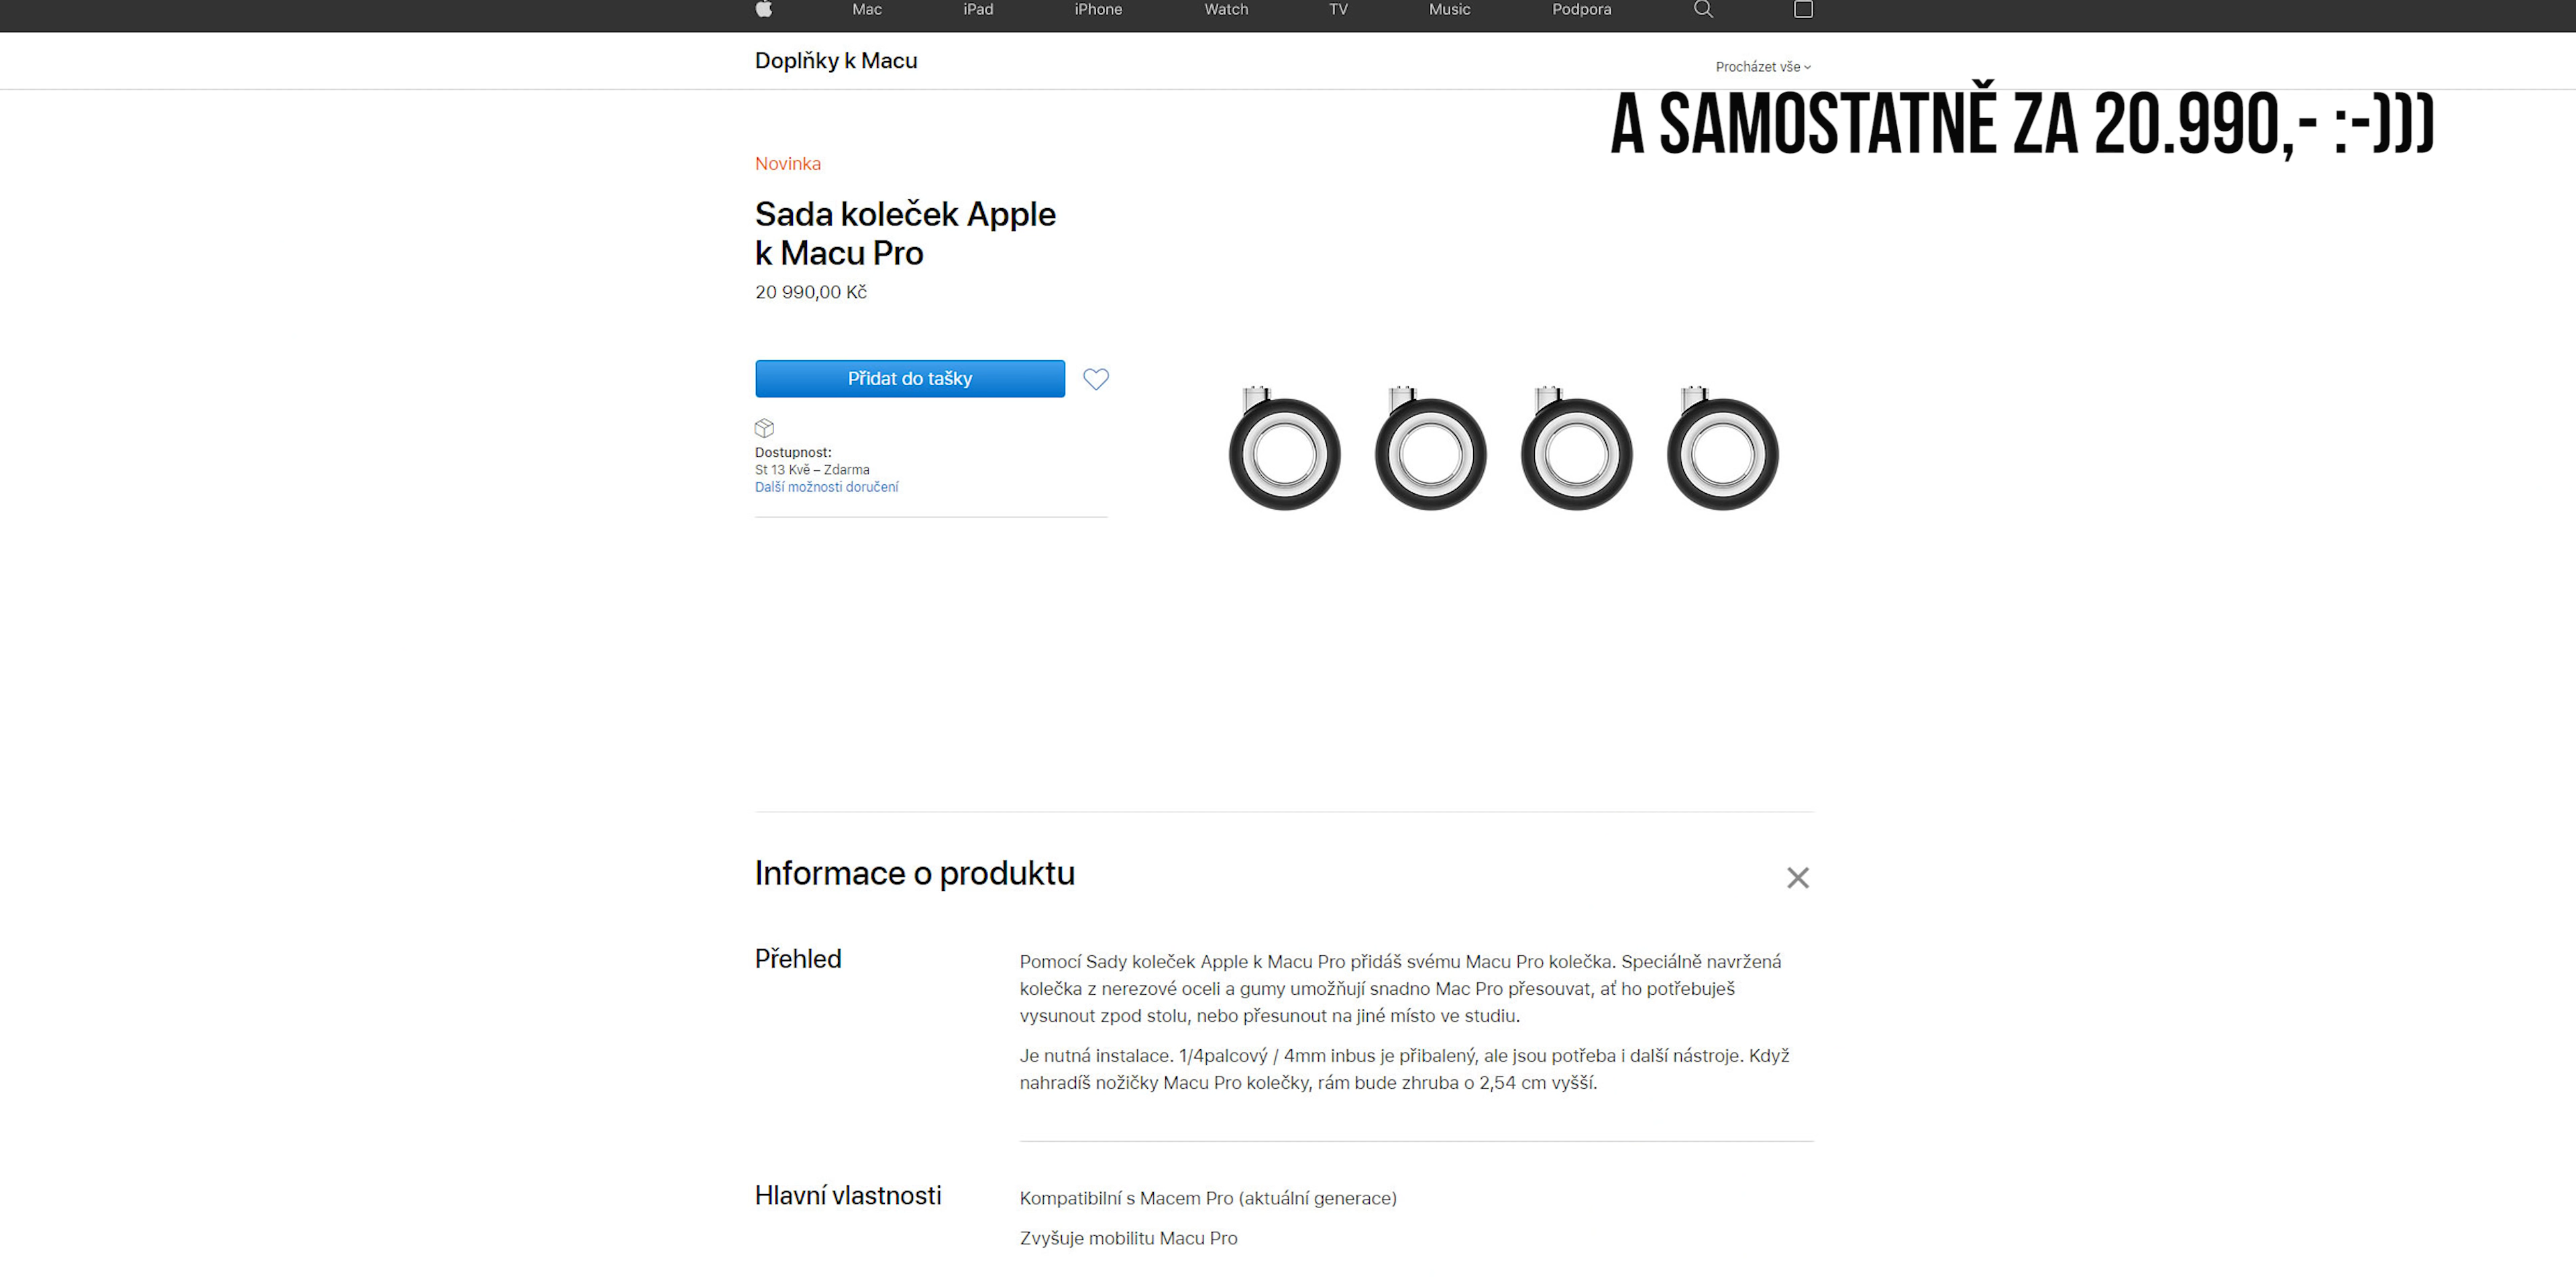 Mac iPad iPhone Watch TV Music Podpora
Doplňky k Macu
Procházet vše
A SAMOSTATNĚ ZA 20.990,- :-)))
Novinka
Sada koleček Apple
k Macu Pro
20 990,00 Kč
Přidat do tašky
Dostupnost:
St 13 Kvě – Zdarma
Další možnosti doručení
Informace o produktu
Přehled
Pomocí Sady koleček Apple k Macu Pro přidáš svému Macu Pro kolečka. Speciálně navržená
kolečka z nerezové oceli a gumy umožňují snadno Mac Pro přesouvat, ať ho potřebuješ
vysunout zpod stolu, nebo přesunout na jiné místo ve studiu.
Je nutná instalace. 1/4palcový / 4mm inbus je přibalený, ale jsou potřeba i další nástroje. Když
nahradíš nožičky Macu Pro kolečky, rám bude zhruba o 2,54 cm vyšší.
Hlavní vlastnosti
Kompatibilní s Macem Pro (aktuální generace)
Zvyšuje mobilitu Macu Pro